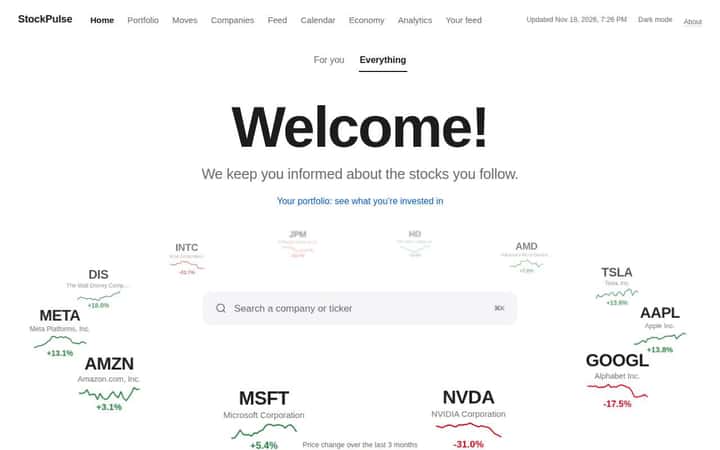 StockPulse Home Portfolio Moves Companies Feed Calendar Economy Analytics Your feed Updated Nov 18, 2026, 7:26 PM Dark mode About
For you Everything
Welcome!
We keep you informed about the stocks you follow.
Your portfolio: see what you're invested in
JPM
HD
INTC
AMD
DIS
The Walt Disney Comp...
+18.0%
TSLA
Tesla, Inc.
+13.6%
Search a company or ticker ⌘K
META
Meta Platforms, Inc.
+13.1%
AAPL
Apple Inc.
+13.8%
AMZN
Amazon.com, Inc.
+3.1%
GOOGL
Alphabet Inc.
-17.5%
MSFT
Microsoft Corporation
+5.4%
NVDA
NVIDIA Corporation
-31.0%
Price change over the last 3 months